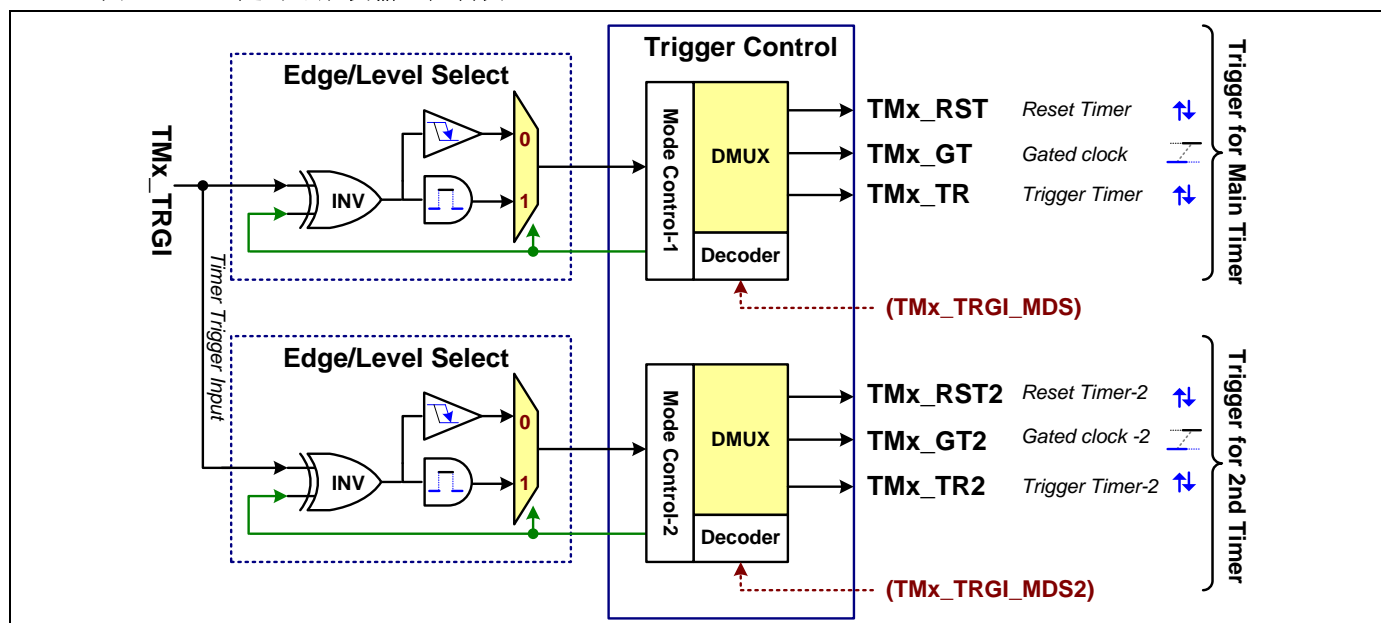 Trigger Control
Edge/Level Select
TMx_TRGI
Timer Trigger Input
INV
0
1
Mode Control-1
DMUX
Decoder
TMx_RST Reset Timer
TMx_GT Gated clock
TMx_TR Trigger Timer
(TMx_TRGI_MDS)
Trigger for Main Timer
Edge/Level Select
INV
0
1
Mode Control-2
DMUX
Decoder
TMx_RST2 Reset Timer-2
TMx_GT2 Gated clock -2
TMx_TR2 Trigger Timer-2
(TMx_TRGI_MDS2)
Trigger for 2nd Timer